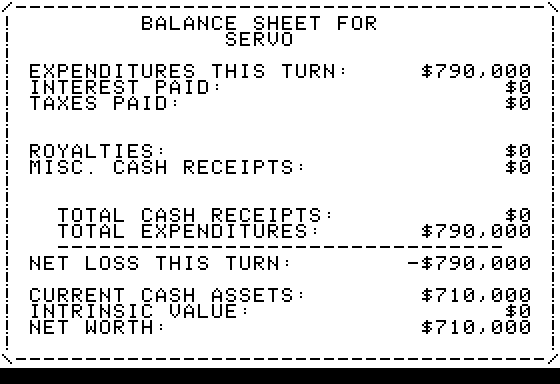 BALANCE SHEET FOR
SERVO
EXPENDITURES THIS TURN: $790,000
INTEREST PAID: $0
TAXES PAID: $0
ROYALTIES: $0
MISC. CASH RECEIPTS: $0
TOTAL CASH RECEIPTS: $0
TOTAL EXPENDITURES: $790,000
NET LOSS THIS TURN: -$790,000
CURRENT CASH ASSETS: $710,000
INTRINSIC VALUE: $0
NET WORTH: $710,000